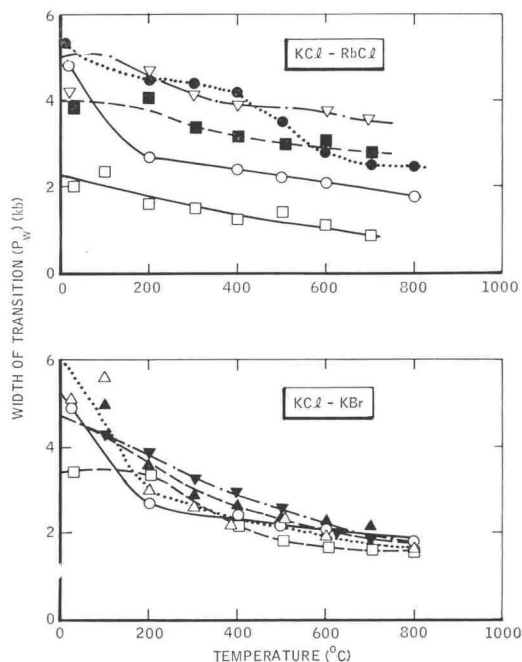 6
KCℓ - RbCℓ
4
2
0
0 200 400 600 800 1000
WIDTH OF TRANSITION (PW) (kb)
6
KCℓ - KBr
4
2
0
0 200 400 600 800 1000
TEMPERATURE (°C)